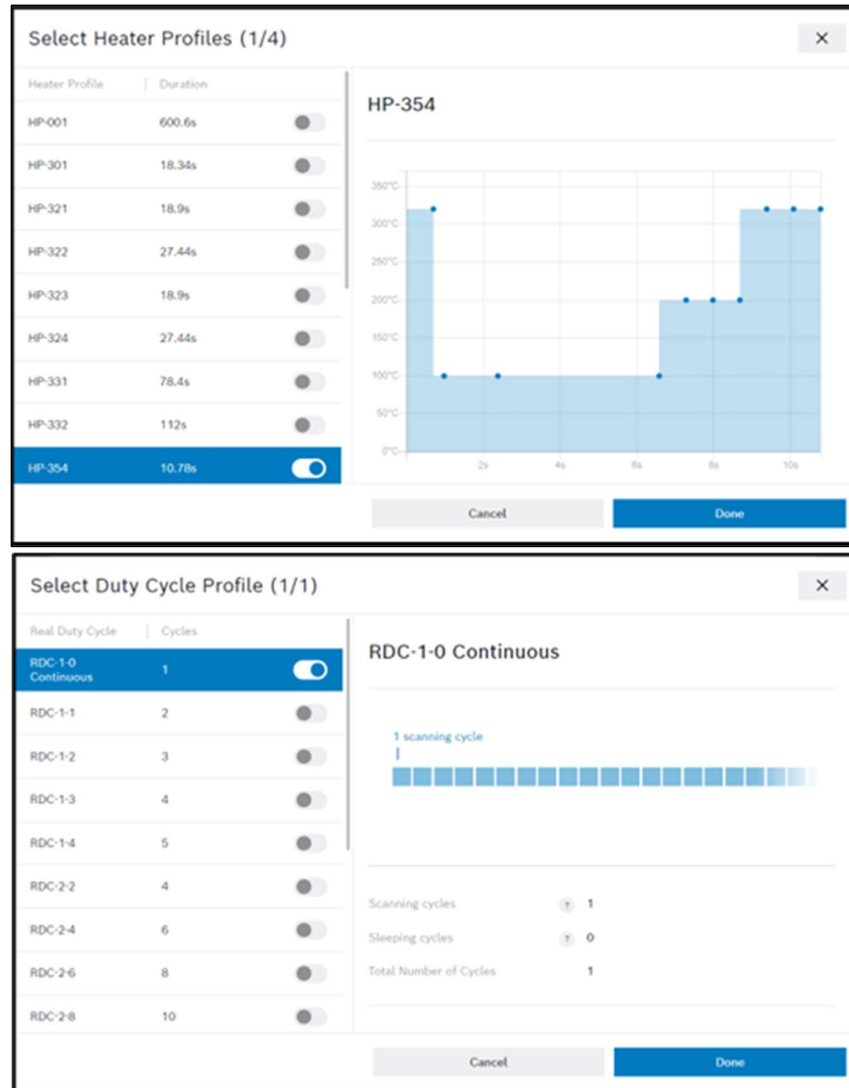 Select Heater Profiles (1/4)
Heater Profile Duration
HP-001 600.6s
HP-301 18.34s
HP-321 18.9s
HP-322 27.44s
HP-323 18.9s
HP-324 27.44s
HP-331 78.4s
HP-332 112s
HP-354 10.78s
HP-354
350°C
300°C
250°C
200°C
150°C
100°C
50°C
0°C
2s 4s 6s 8s 10s
Cancel Done
Select Duty Cycle Profile (1/1)
Real Duty Cycle Cycles
RDC-1-0
Continuous 1
RDC-1-1 2
RDC-1-2 3
RDC-1-3 4
RDC-1-4 5
RDC-2-2 4
RDC-2-4 6
RDC-2-6 8
RDC-2-8 10
RDC-1-0 Continuous
1 scanning cycle
Scanning cycles ? 1
Sleeping cycles ? 0
Total Number of Cycles 1
Cancel Done